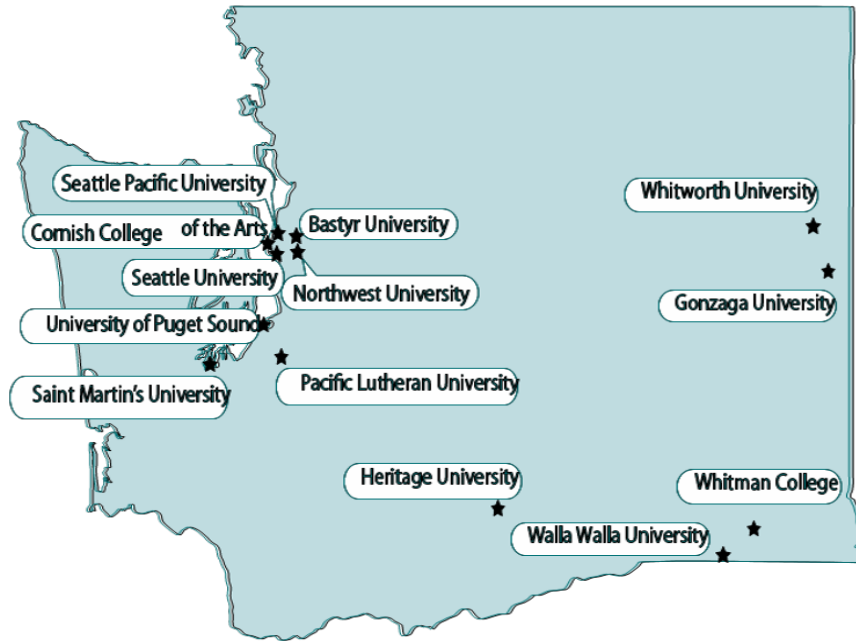 Seattle Pacific University
Whitworth University
Cornish College of the Arts
Bastyr University
Seattle University
Northwest University
Gonzaga University
University of Puget Sound
Saint Martin's University
Pacific Lutheran University
Heritage University
Whitman College
Walla Walla University